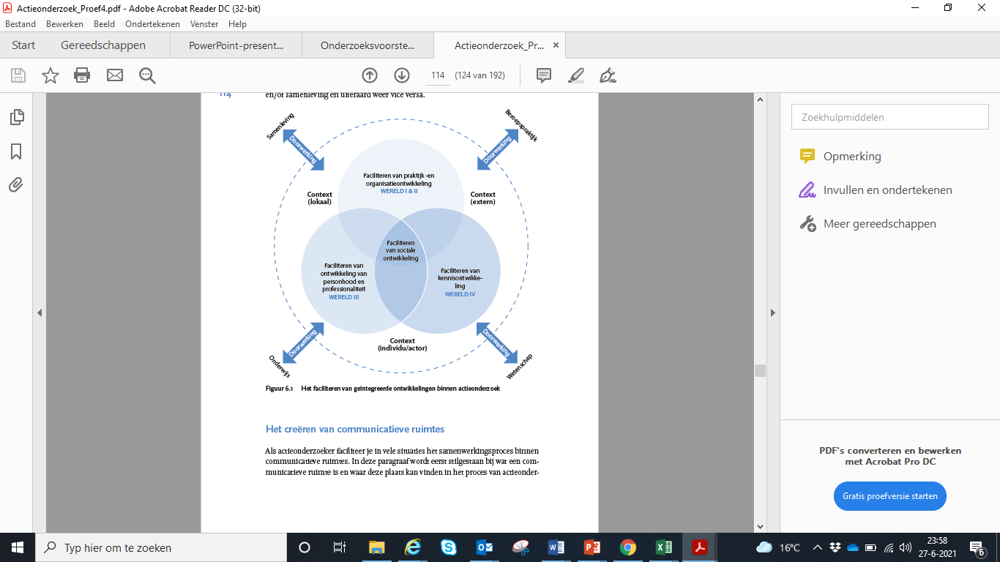 Actieonderzoek_Proef4.pdf - Adobe Acrobat Reader DC (32-bit)
Bestand Bewerken Beeld Ondertekenen Venster Help
Start Gereedschappen PowerPoint-present... Onderzoeksvoorste... Actieonderzoek_Pr...
114 (124 van 192)
114
en/of samenleving en uiteraard weer vice versa.
Samenleving
Beroepspraktijk
Doorwerking
Doorwerking
Faciliteren van praktijk -en
organisatieontwikkeling
WERELD I & II
Context
(lokaal)
Context
(extern)
Faciliteren
van sociale
ontwikkeling
Faciliteren van
ontwikkeling van
personhood en
professionaliteit
WERELD III
Faciliteren van
kennisontwikke-
ling
WERELD IV
Doorwerking
Doorwerking
Context
(individu/actor)
Onderwijs
Wetenschap
Figuur 6.1 Het faciliteren van geïntegreerde ontwikkelingen binnen actieonderzoek
Het creëren van communicatieve ruimtes
Als actieonderzoeker faciliteer je in vele situaties het samenwerkingsproces binnen
communicatieve ruimtes. In deze paragraaf wordt eerst stilgestaan bij wat een com-
municatieve ruimte is en waar deze plaats kan vinden in het proces van actieonder-
Zoekhulpmiddelen
Opmerking
Invullen en ondertekenen
Meer gereedschappen
PDF's converteren en bewerken
met Acrobat Pro DC
Gratis proefversie starten
Typ hier om te zoeken
16°C
23:58
27-6-2021
6